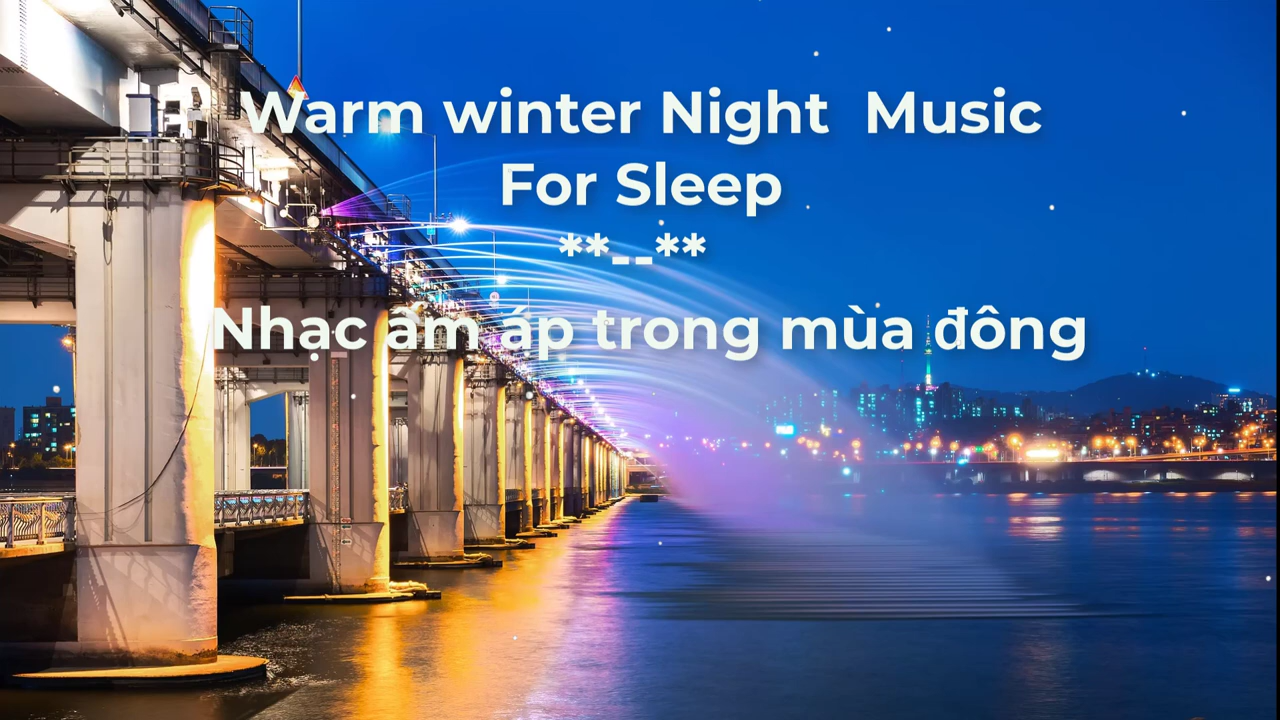 Warm winter Night  Music
For Sleep
**--**
Nhạc ấm áp trong mùa đông